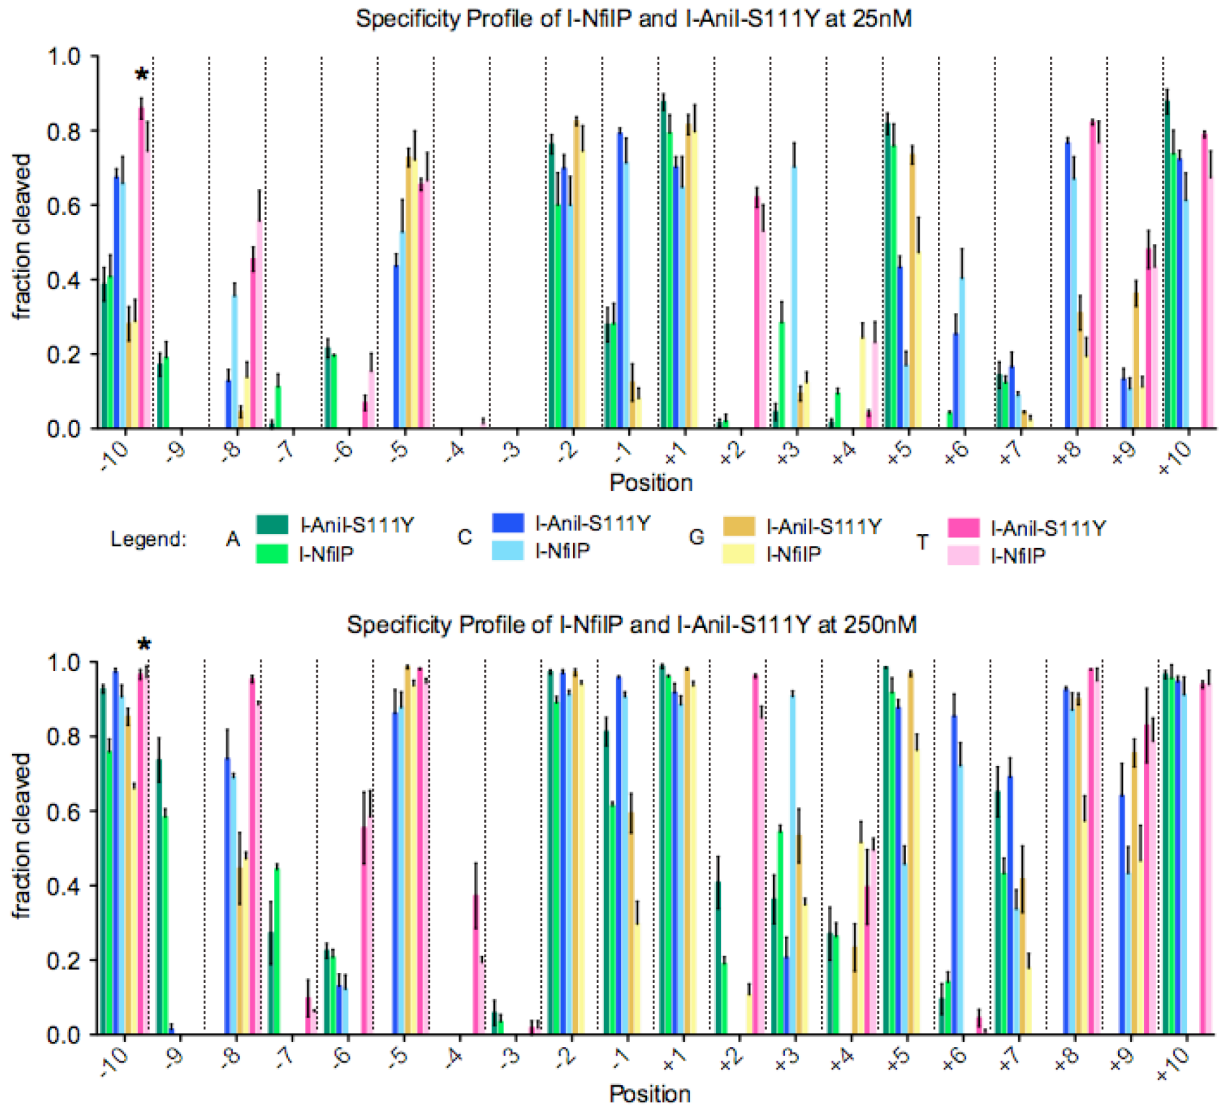 Specificity Profile of I-NfiIP and I-AniI-S111Y at 25nM
fraction cleaved
1.0
0.8
0.6
0.4
0.2
0.0
*
-10 -9 -8 -7 -6 -5 -4 -3 -2 -1 +1 +2 +3 +4 +5 +6 +7 +8 +9 +10
Position
Legend: A I-AniI-S111Y C I-AniI-S111Y G I-AniI-S111Y T I-AniI-S111Y
I-NfiIP I-NfiIP I-NfiIP I-NfiIP
Specificity Profile of I-NfiIP and I-AniI-S111Y at 250nM
fraction cleaved
1.0
0.8
0.6
0.4
0.2
0.0
*
-10 -9 -8 -7 -6 -5 -4 -3 -2 -1 +1 +2 +3 +4 +5 +6 +7 +8 +9 +10
Position